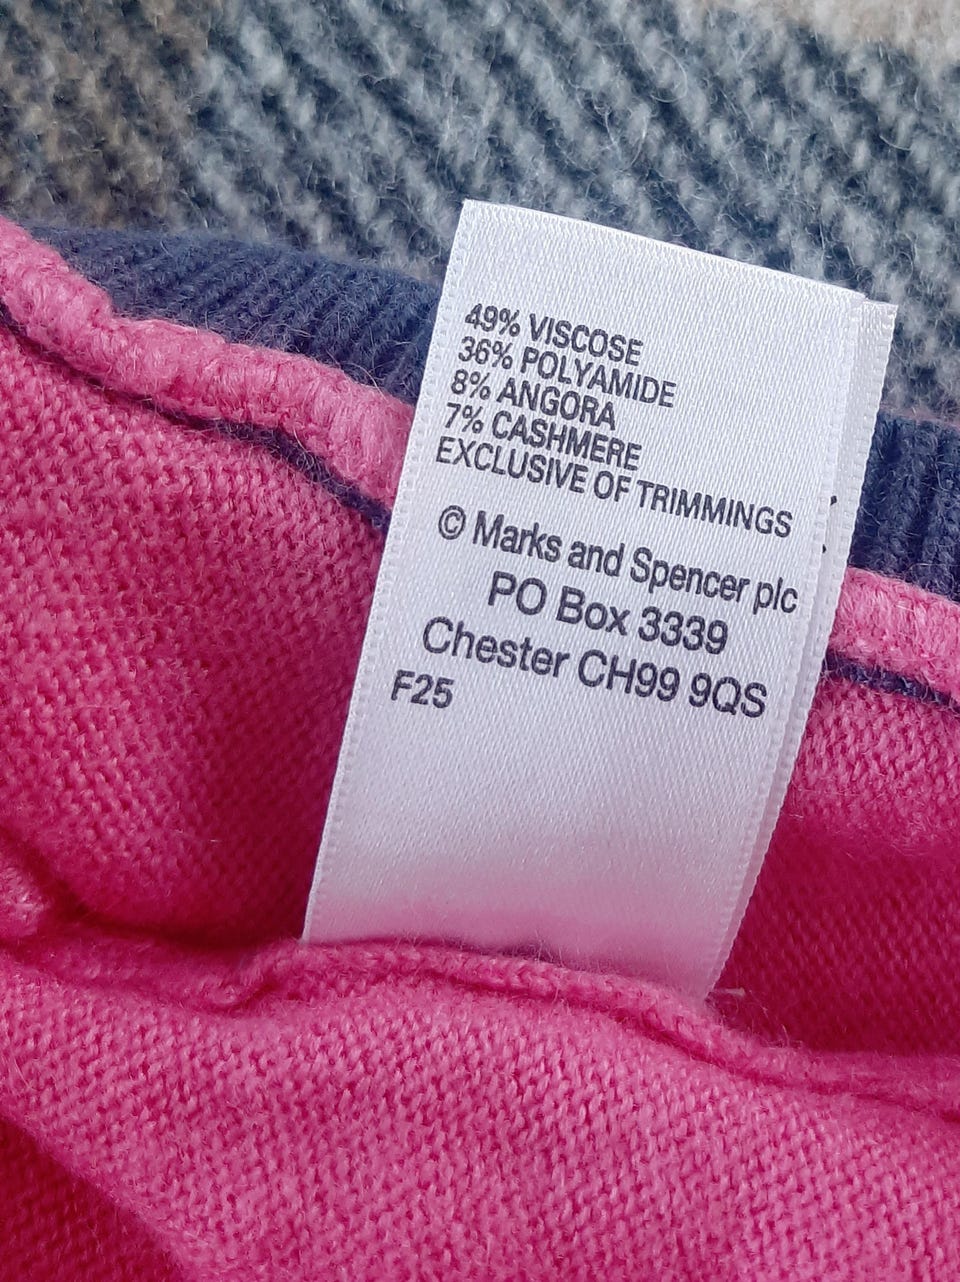 49% VISCOSE
36% POLYAMIDE
8% ANGORA
7% CASHMERE
EXCLUSIVE OF TRIMMINGS
© Marks and Spencer plc
PO Box 3339
Chester CH99 9QS
F25